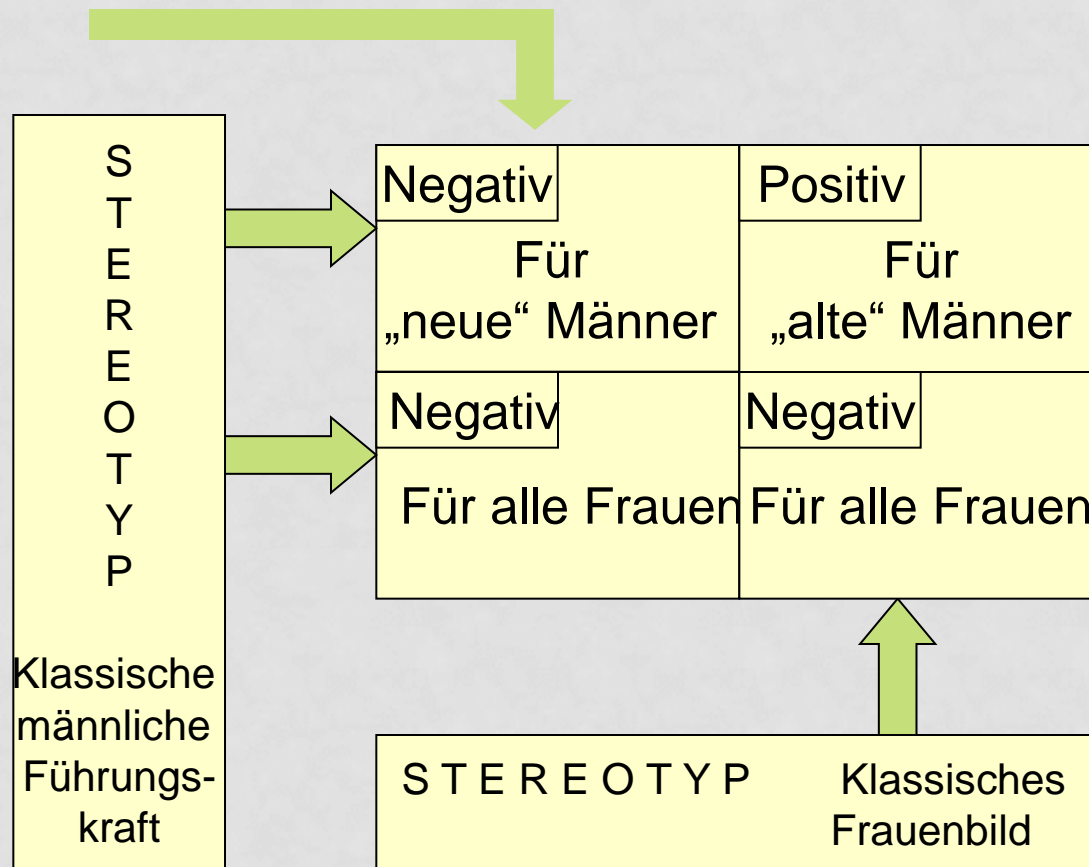 S
T
E
R
E
O
T
Y
P
Klassische
männliche
Führungs-
kraft
Negativ
Für
„neue“ Männer
Positiv
Für
„alte“ Männer
Negativ
Für alle Frauen
Negativ
Für alle Frauen
S T E R E O T Y P Klassisches
Frauenbild